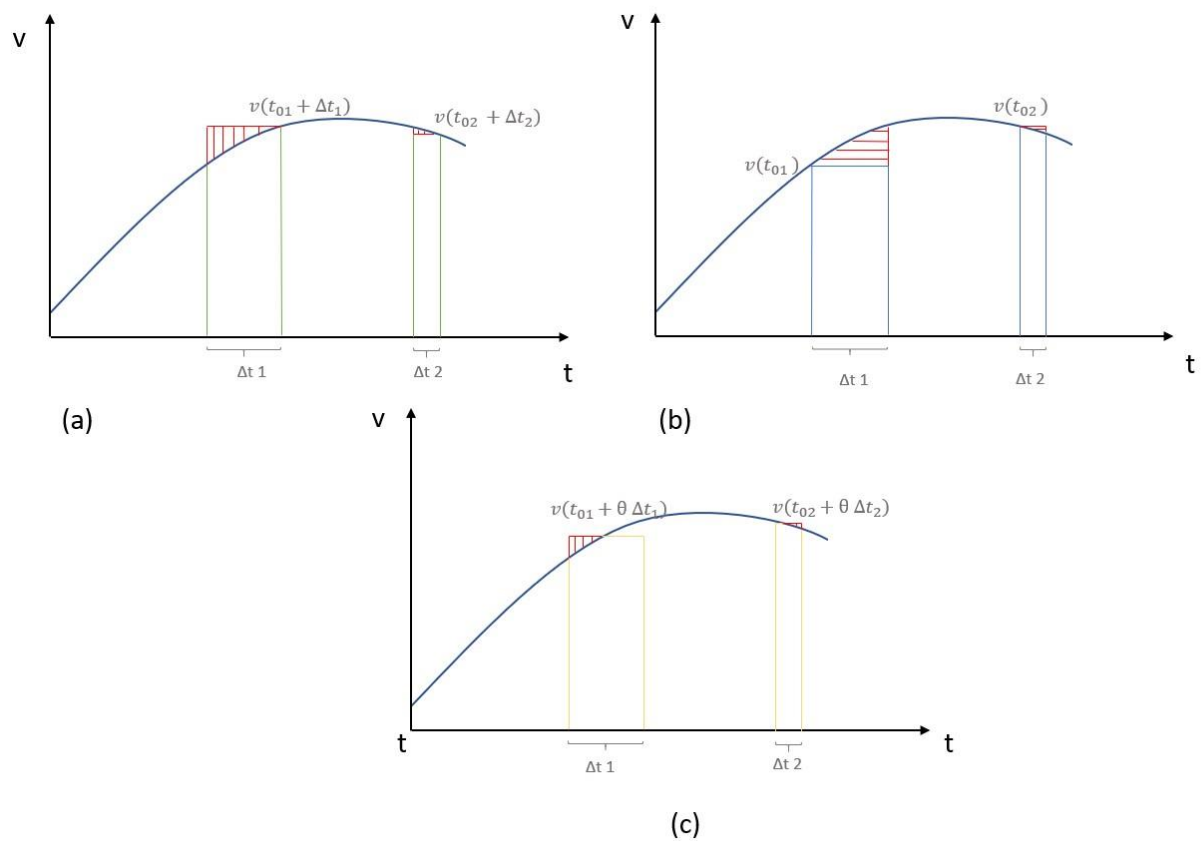 v
v(t₀₁ + Δt₁)
v(t₀₂ + Δt₂)
Δt 1
Δt 2
t
(a)
v
v(t₀₂)
v(t₀₁)
Δt 1
Δt 2
t
(b)
v
v(t₀₁ + θ Δt₁)
v(t₀₂ + θ Δt₂)
t
Δt 1
Δt 2
t
(c)